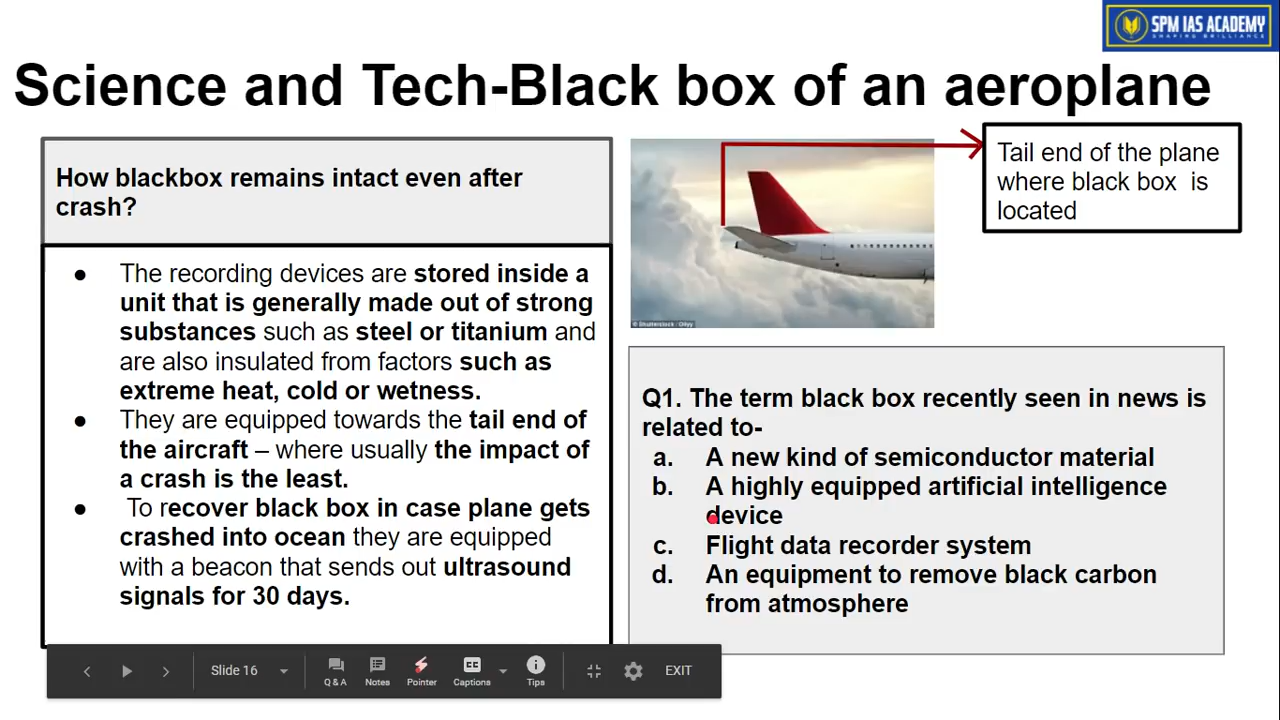 SPM IAS ACADEMY
SHAPING BRILLIANCE
Science and Tech-Black box of an aeroplane
How blackbox remains intact even after
crash?
● The recording devices are stored inside a
unit that is generally made out of strong
substances such as steel or titanium and
are also insulated from factors such as
extreme heat, cold or wetness.
● They are equipped towards the tail end of
the aircraft – where usually the impact of
a crash is the least.
● To recover black box in case plane gets
crashed into ocean they are equipped
with a beacon that sends out ultrasound
signals for 30 days.
© Shutterstock /
Tail end of the plane
where black box is
located
Q1. The term black box recently seen in news is
related to-
a. A new kind of semiconductor material
b. A highly equipped artificial intelligence
device
c. Flight data recorder system
d. An equipment to remove black carbon
from atmosphere
Slide 16
Q & A
Notes
Pointer
CC
Captions
Tips
EXIT